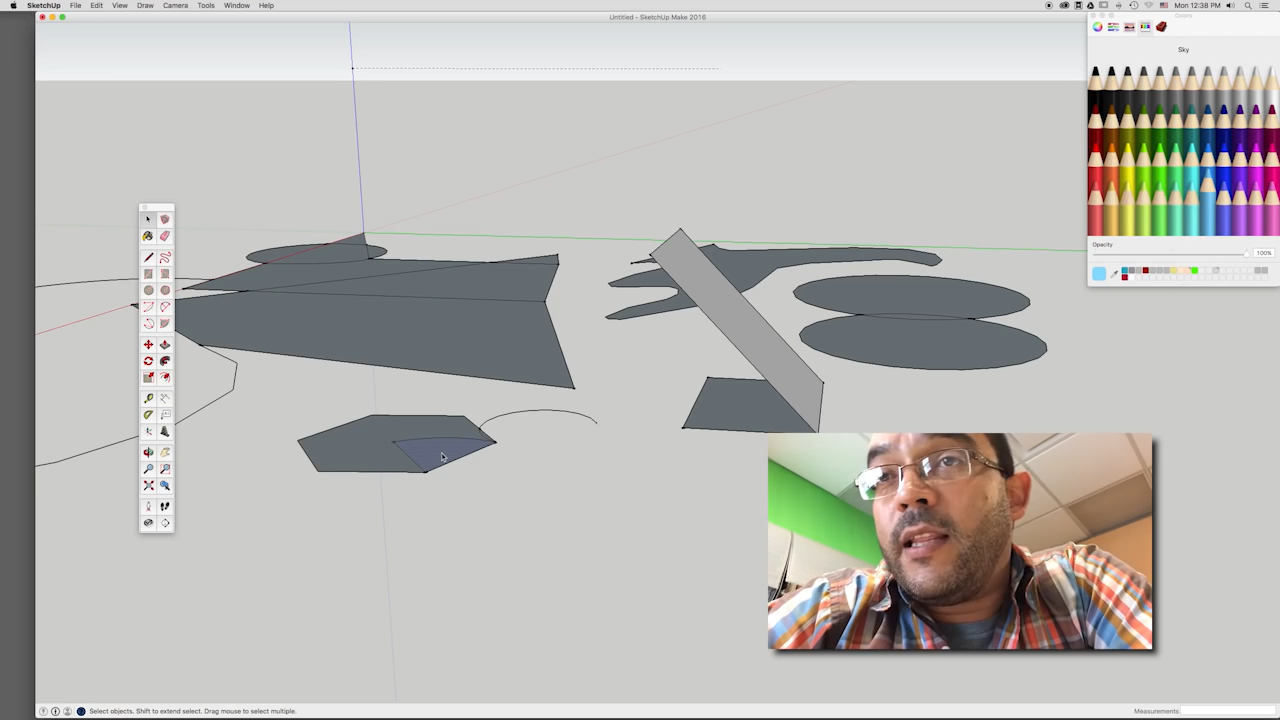 SketchUp File Edit View Draw Camera Tools Window Help
Mon 12:38 PM
Untitled - SketchUp Make 2016
Colors
Sky
Opacity
100%
Select objects. Shift to extend select. Drag mouse to select multiple.
Measurements